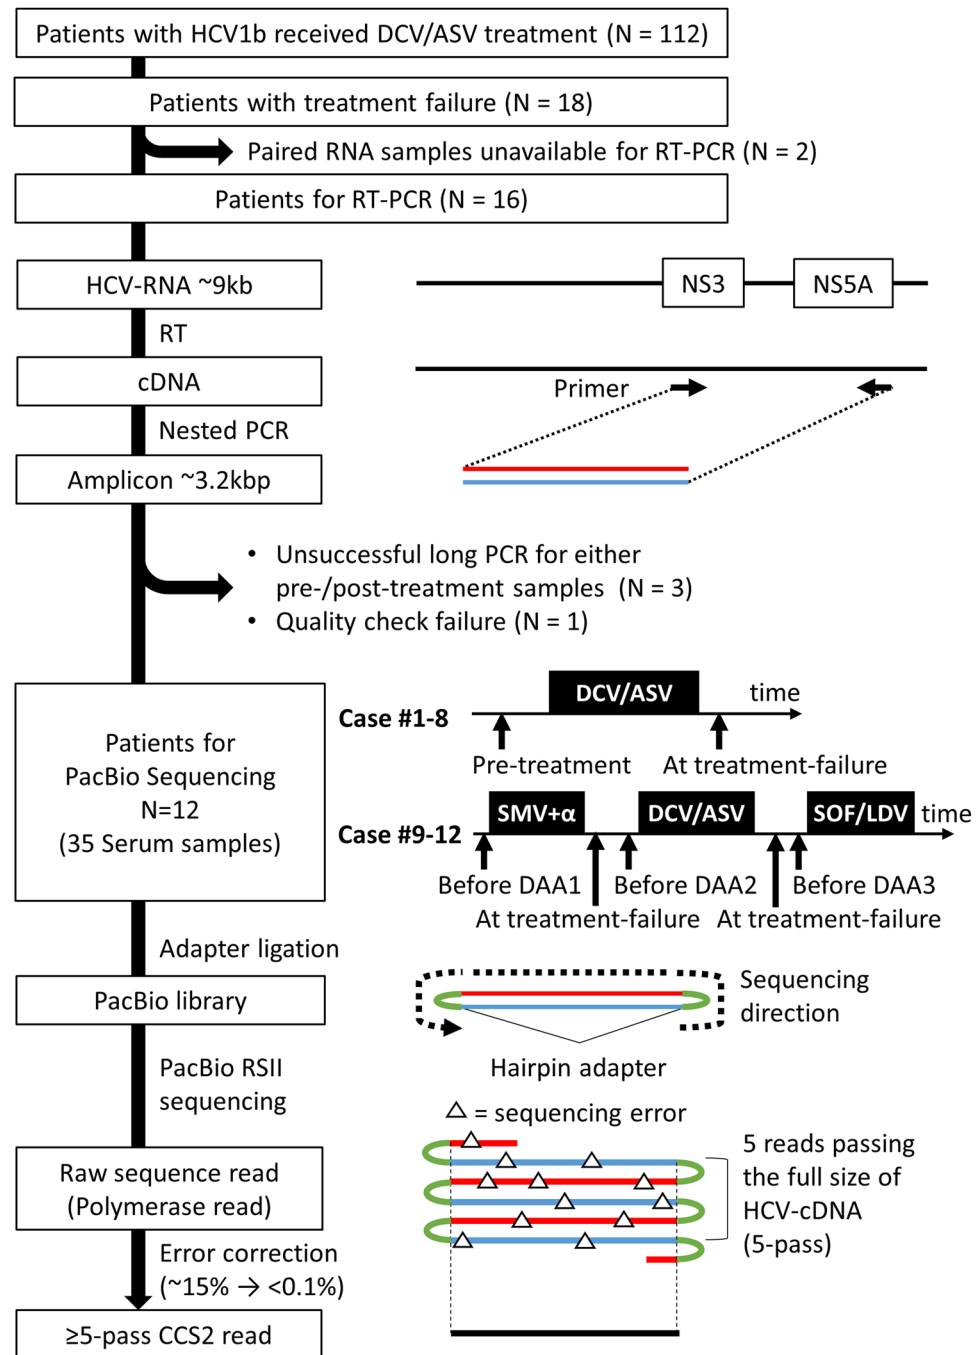 Patients with HCV1b received DCV/ASV treatment (N = 112)
Patients with treatment failure (N = 18)
Paired RNA samples unavailable for RT-PCR (N = 2)
Patients for RT-PCR (N = 16)
HCV-RNA ~9kb
NS3
NS5A
RT
cDNA
Primer
Nested PCR
Amplicon ~3.2kbp
• Unsuccessful long PCR for either
pre-/post-treatment samples (N = 3)
• Quality check failure (N = 1)
Patients for
PacBio Sequencing
N=12
(35 Serum samples)
Case #1-8
DCV/ASV
time
Pre-treatment
At treatment-failure
Case #9-12
SMV+α
DCV/ASV
SOF/LDV
time
Before DAA1
Before DAA2
Before DAA3
At treatment-failure
At treatment-failure
Adapter ligation
PacBio library
Sequencing
direction
Hairpin adapter
PacBio RSII
sequencing
△ = sequencing error
Raw sequence read
(Polymerase read)
5 reads passing
the full size of
HCV-cDNA
(5-pass)
Error correction
(~15% → <0.1%)
≥5-pass CCS2 read